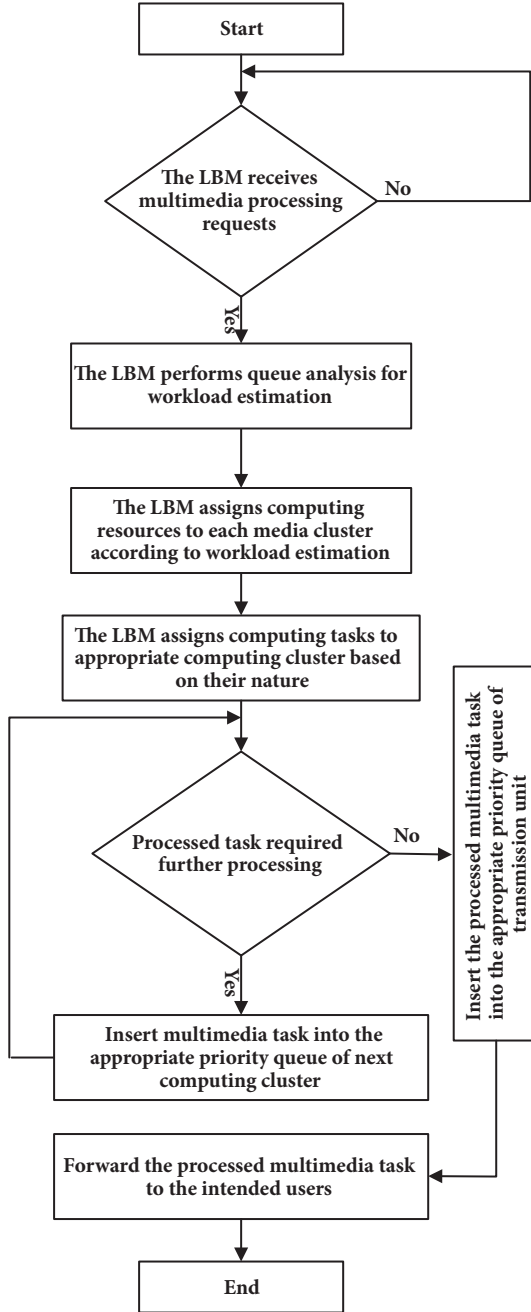 Start
The LBM receives
multimedia processing
requests
No
Yes
The LBM performs queue analysis for
workload estimation
The LBM assigns computing
resources to each media cluster
according to workload estimation
The LBM assigns computing tasks to
appropriate computing cluster based
on their nature
Processed task required
further processing
No
Insert the processed multimedia task
into the appropriate priority queue of
transmission unit
Yes
Insert multimedia task into the
appropriate priority queue of next
computing cluster
Forward the processed multimedia task
to the intended users
End